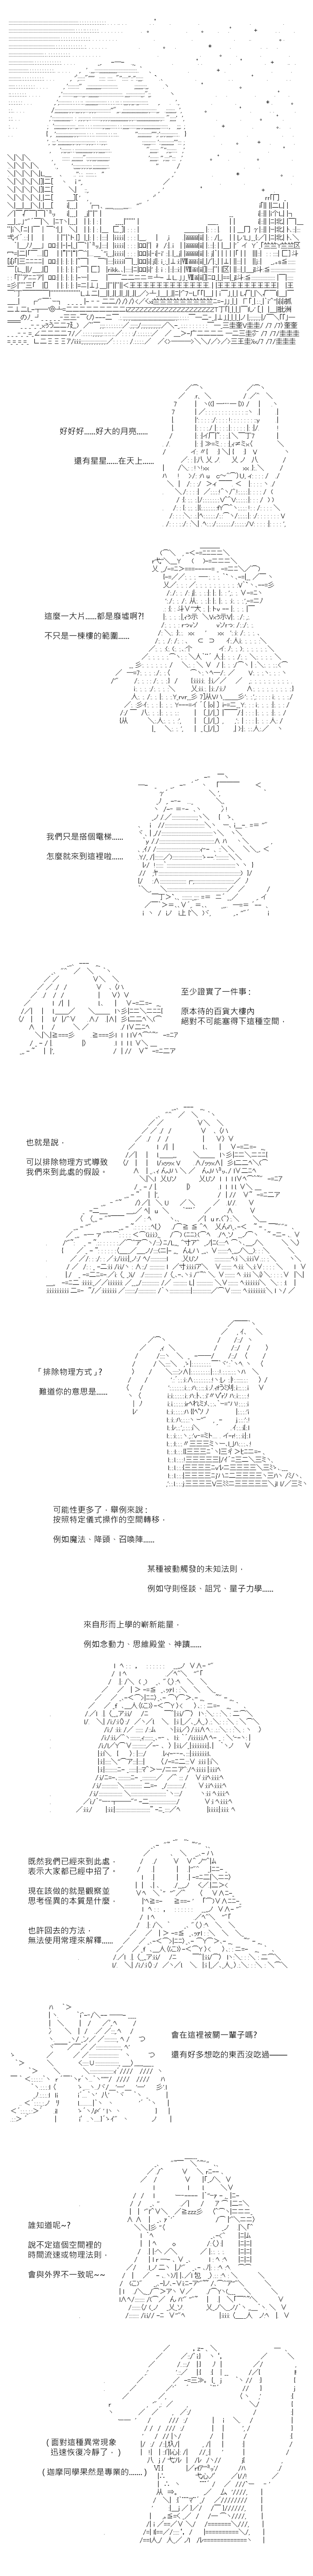 好好好……好大的月亮……
還有星星……在天上……
這麼一大片……都是廢墟啊?!
不只是一棟樓的範圍……
我們只是搭個電梯……
怎麼就來到這裡啦……
至少證實了一件事：
原本待的百貨大樓內
絕對不可能塞得下這種空間．
也就是說．
可以排除物理方式導致
我們來到此處的假設．
「排除物理方式」?
難道你的意思是……
可能性更多了．舉例來說：
按照特定儀式操作的空間轉移．
例如魔法、降頭、召喚陣……
某種被動觸發的未知法則．
例如守則怪談、詛咒、量子力學……
來自形而上學的嶄新能量．
例如念動力、思維殿堂、神蹟……
既然我們已經來到此處．
表示大家都已經中招了．
現在該做的就是觀察並
思考怪異的本質是什麼．
也許回去的方法．
無法使用常理來解釋……
會在這裡被關一輩子嗎?
還有好多想吃的東西沒吃過———
誰知道呢~?
說不定這個空間裡的
時間流速或物理法則．
會與外界不一致呢~~
（面對這種異常現象
迅速恢復冷靜了．）
（迦摩同學果然是專業的……．）